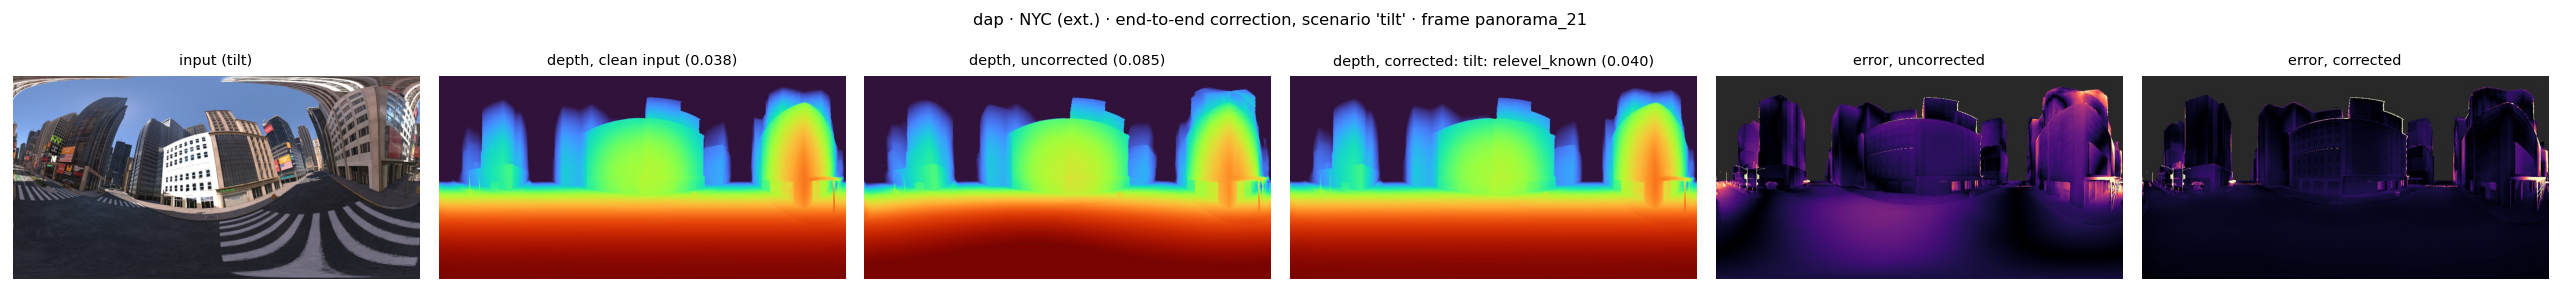 dap · NYC (ext.) · end-to-end correction, scenario 'tilt' · frame panorama_21
input (tilt)
depth, clean input (0.038)
depth, uncorrected (0.085)
depth, corrected: tilt: relevel_known (0.040)
error, uncorrected
error, corrected